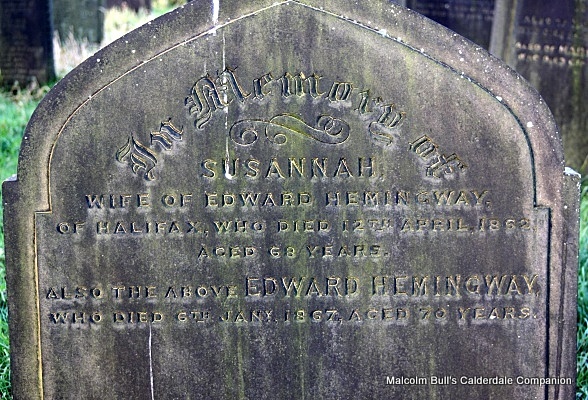 In Memory of
SUSANNAH,
WIFE OF EDWARD HEMINGWAY,
OF HALIFAX, WHO DIED 12TH APRIL, 1862,
AGED 68 YEARS.
ALSO THE ABOVE EDWARD HEMINGWAY,
WHO DIED 6TH JANY. 1867, AGED 70 YEARS.
Malcolm Bull's Calderdale Companion